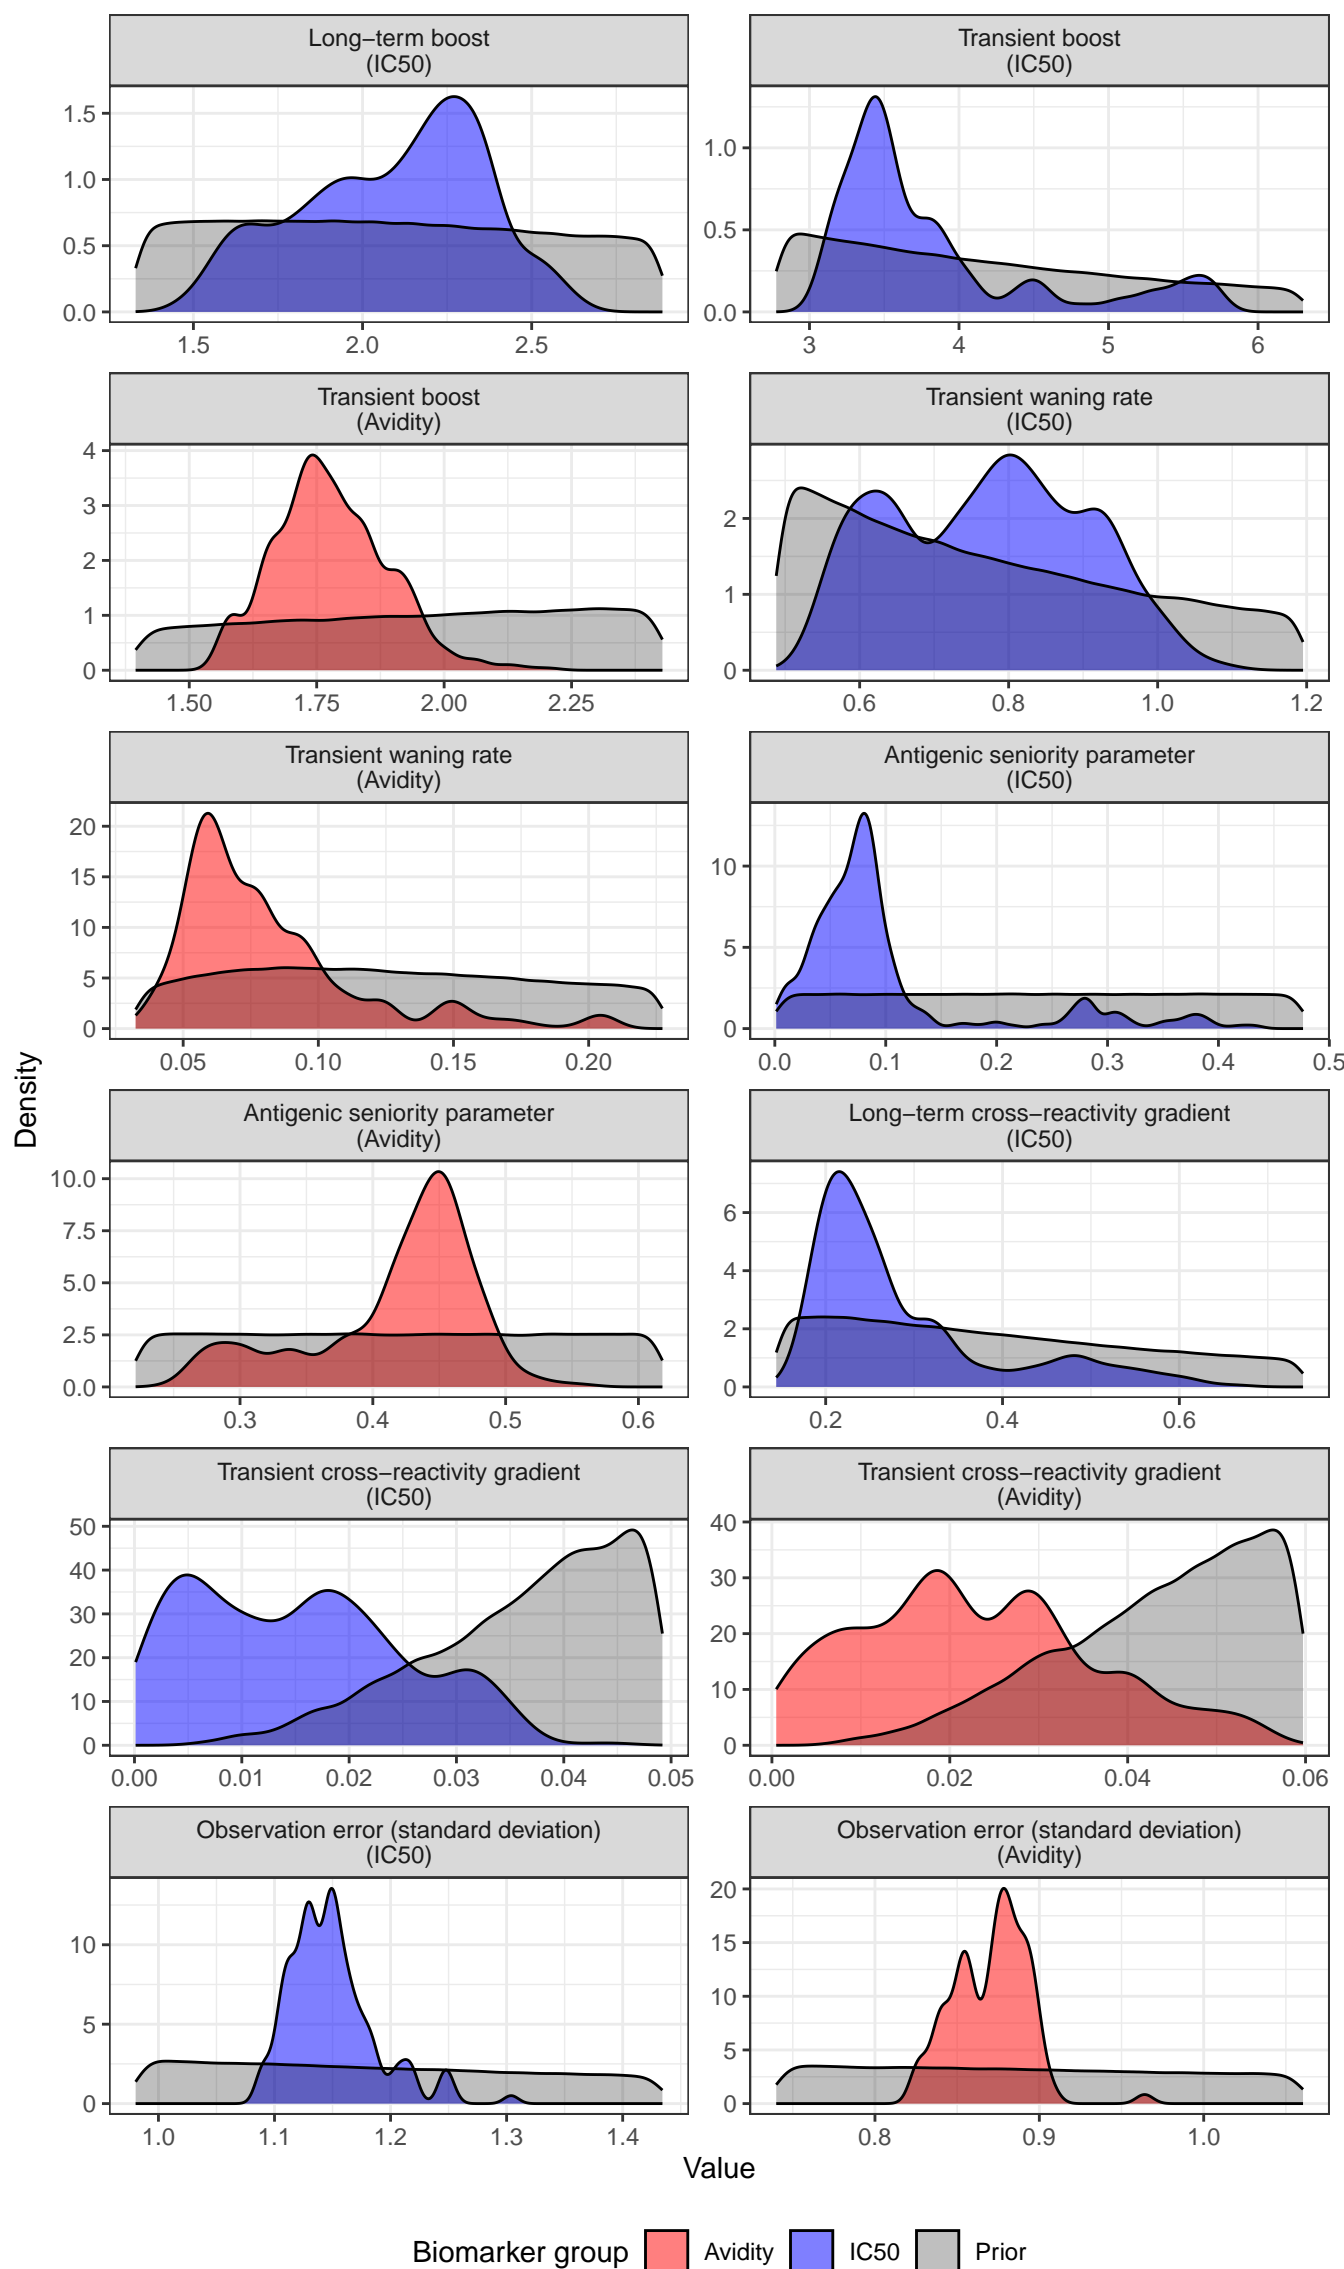 Long−term boost
(IC50)
Transient boost
(IC50)
1.5
1.0
0.5
0.0
1.5 2.0 2.5
1.0
0.5
0.0
3 4 5 6
Transient boost
(Avidity)
Transient waning rate
(IC50)
4
3
2
1
0
1.50 1.75 2.00 2.25
2
1
0
0.6 0.8 1.0 1.2
Transient waning rate
(Avidity)
Antigenic seniority parameter
(IC50)
20
15
10
5
0
0.05 0.10 0.15 0.20
10
5
0
0.0 0.1 0.2 0.3 0.4 0.5
Density
Antigenic seniority parameter
(Avidity)
Long−term cross−reactivity gradient
(IC50)
10.0
7.5
5.0
2.5
0.0
0.3 0.4 0.5 0.6
6
4
2
0
0.2 0.4 0.6
Transient cross−reactivity gradient
(IC50)
Transient cross−reactivity gradient
(Avidity)
50
40
30
20
10
0
0.00 0.01 0.02 0.03 0.04 0.05
40
30
20
10
0
0.00 0.02 0.04 0.06
Observation error (standard deviation)
(IC50)
Observation error (standard deviation)
(Avidity)
10
5
0
1.0 1.1 1.2 1.3 1.4
20
15
10
5
0
0.8 0.9 1.0
Value
Biomarker group Avidity IC50 Prior